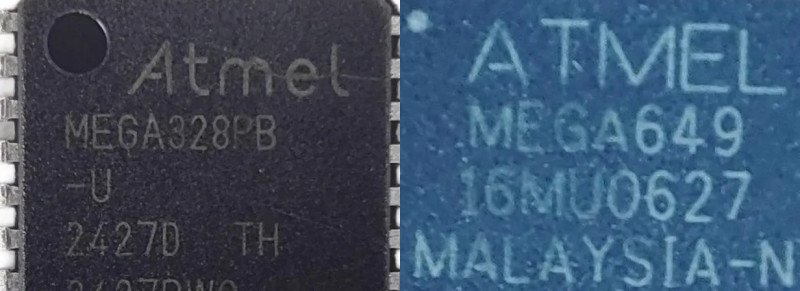 Atmel
MEGA328PB
-U
2427D TH
ATMEL
MEGA649
16MU0627
MALAYSIA-N